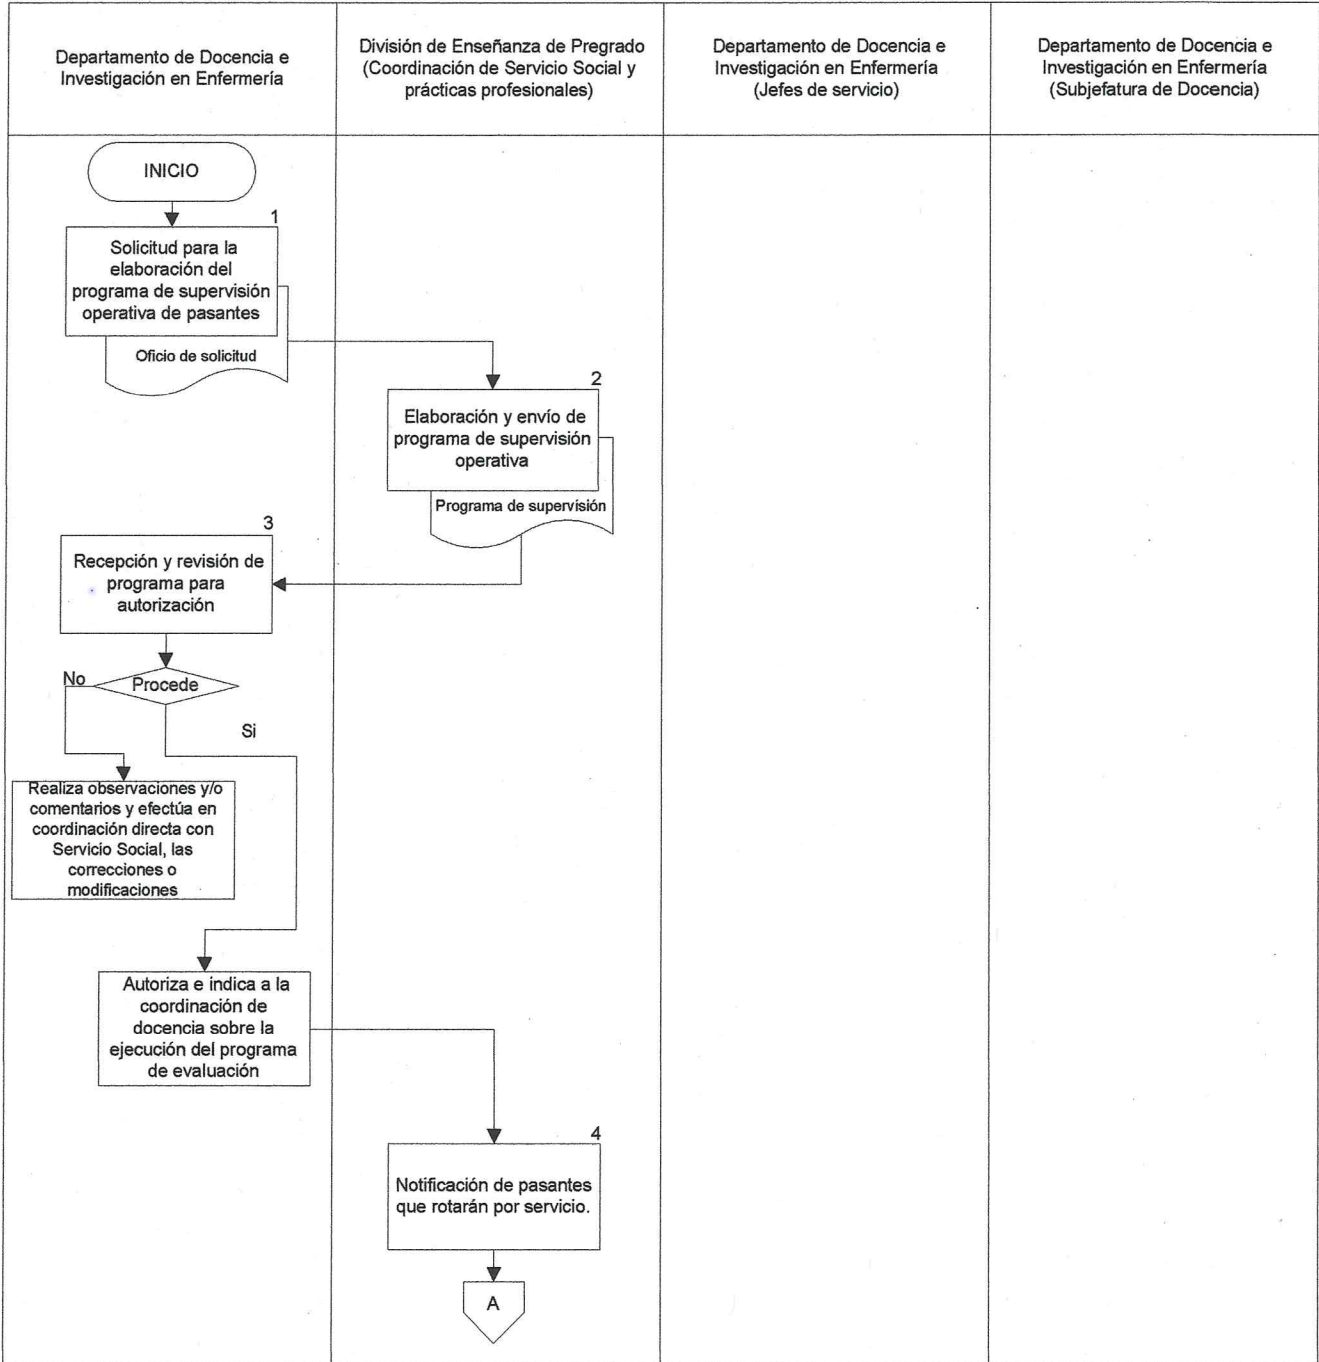 Departamento de Docencia e
Investigación en Enfermería
División de Enseñanza de Pregrado
(Coordinación de Servicio Social y
prácticas profesionales)
Departamento de Docencia e
Investigación en Enfermería
(Jefes de servicio)
Departamento de Docencia e
Investigación en Enfermería
(Subjefatura de Docencia)
INICIO
1
Solicitud para la
elaboración del
programa de supervisión
operativa de pasantes
Oficio de solicitud
2
Elaboración y envío de
programa de supervisión
operativa
Programa de supervisión
3
Recepción y revisión de
programa para
autorización
Procede
No
Si
Realiza observaciones y/o
comentarios y efectúa en
coordinación directa con
Servicio Social, las
correcciones o
modificaciones
Autoriza e indica a la
coordinación de
docencia sobre la
ejecución del programa
de evaluación
4
Notificación de pasantes
que rotarán por servicio.
A